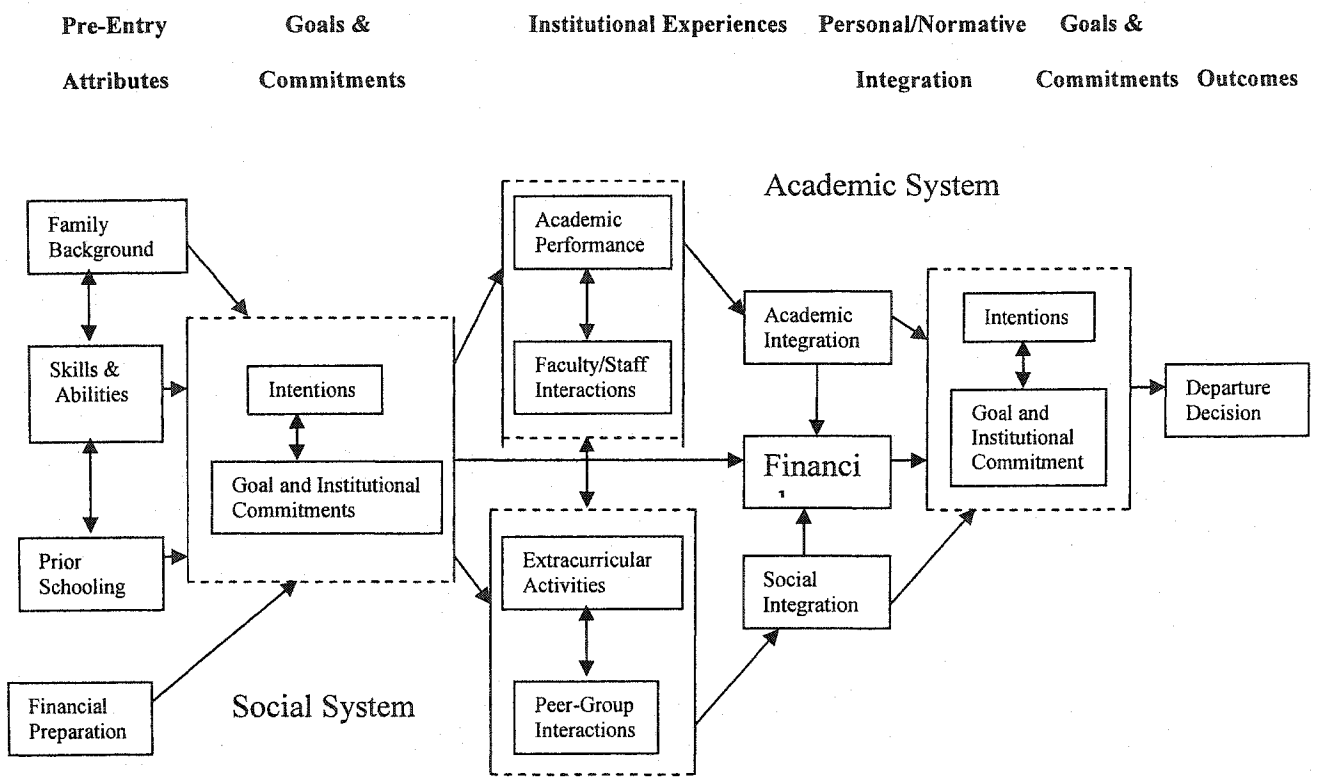 Pre-Entry
Attributes
Goals &
Commitments
Institutional Experiences
Personal/Normative
Integration
Goals &
Commitments
Outcomes
Academic System
Family
Background
Skills &
Abilities
Prior
Schooling
Financial
Preparation
Intentions
Goal and Institutional
Commitments
Social System
Academic
Performance
Faculty/Staff
Interactions
Extracurricular
Activities
Peer-Group
Interactions
Academic
Integration
Financi
Social
Integration
Intentions
Goal and
Institutional
Commitment
Departure
Decision